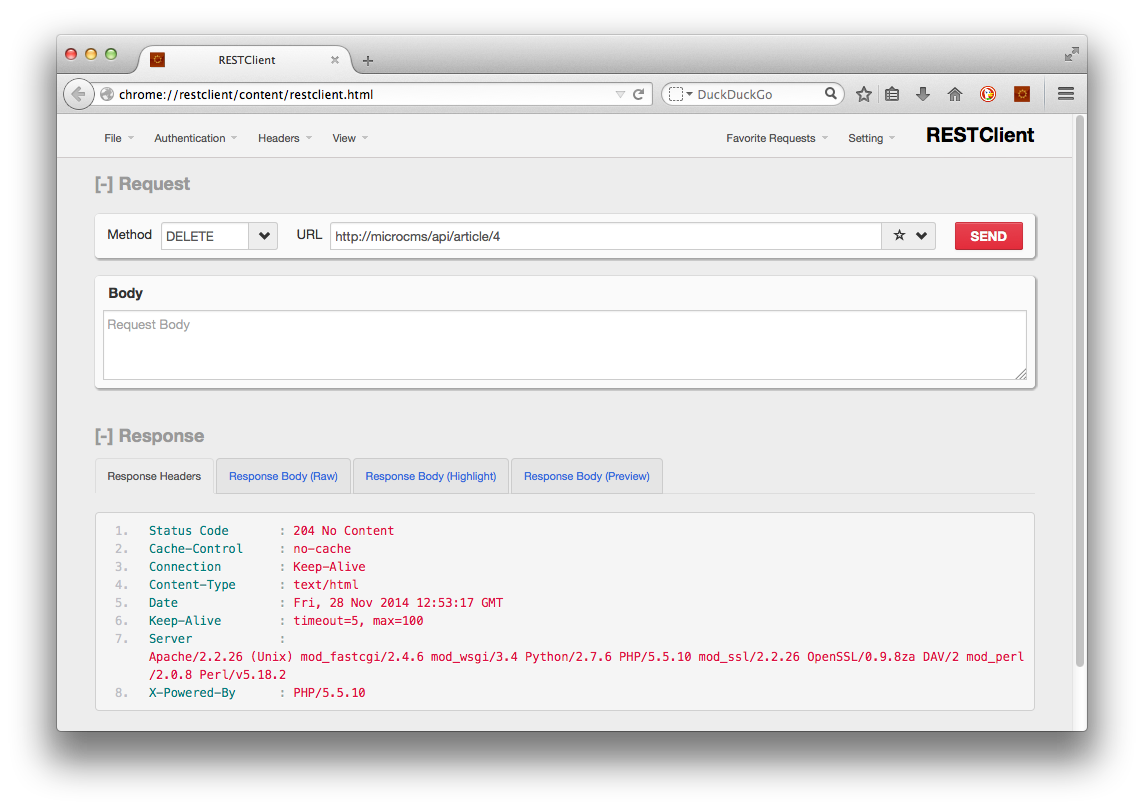 RESTClient
chrome://restclient/content/restclient.html
DuckDuckGo
File Authentication Headers View Favorite Requests Setting RESTClient
[-] Request
Method DELETE URL http://microcms/api/article/4 SEND
Body
Request Body
[-] Response
Response Headers Response Body (Raw) Response Body (Highlight) Response Body (Preview)
1. Status Code : 204 No Content
2. Cache-Control : no-cache
3. Connection : Keep-Alive
4. Content-Type : text/html
5. Date : Fri, 28 Nov 2014 12:53:17 GMT
6. Keep-Alive : timeout=5, max=100
7. Server :
Apache/2.2.26 (Unix) mod_fastcgi/2.4.6 mod_wsgi/3.4 Python/2.7.6 PHP/5.5.10 mod_ssl/2.2.26 OpenSSL/0.9.8za DAV/2 mod_perl
/2.0.8 Perl/v5.18.2
8. X-Powered-By : PHP/5.5.10